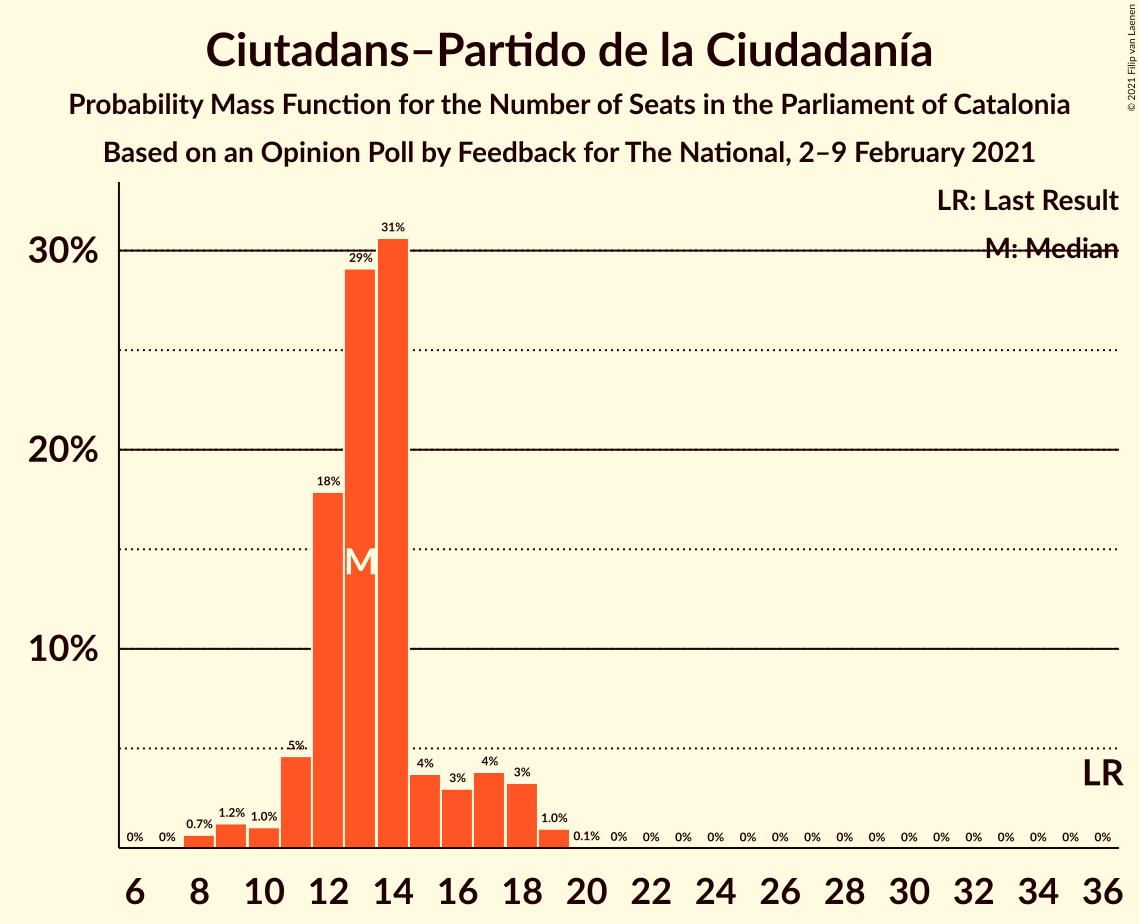 Ciutadans–Partido de la Ciudadanía
Probability Mass Function for the Number of Seats in the Parliament of Catalonia
Based on an Opinion Poll by Feedback for The National, 2–9 February 2021
© 2021 Filip van Laenen
LR: Last Result
M: Median
30%
20%
10%
0% 0% 0.7% 1.2% 1.0% 5% 18% 29% 31% 4% 3% 4% 3% 1.0% 0.1% 0% 0% 0% 0% 0% 0% 0% 0% 0% 0% 0% 0% 0% 0% 0% 0%
M
LR
6 8 10 12 14 16 18 20 22 24 26 28 30 32 34 36